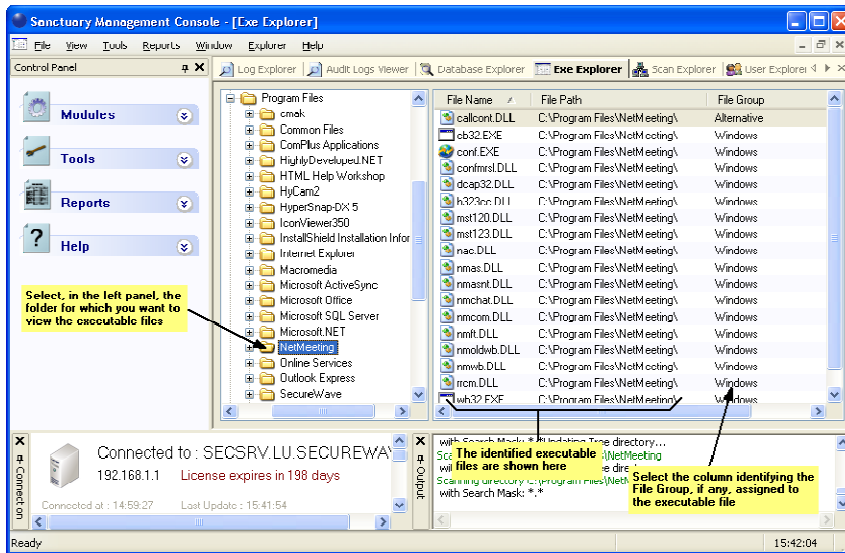 Sanctuary Management Console - [Exe Explorer]
File View Tools Reports Window Explorer Help
Control Panel
Log Explorer Audit Logs Viewer Database Explorer Exe Explorer Scan Explorer User Explorer
Modules
Tools
Reports
Help
Program Files
cmak
Common Files
ComPlus Applications
HighlyDeveloped.NET
HTML Help Workshop
HyCam2
HyperSnap-DX 5
IconViewer350
InstallShield Installation Infor
Internet Explorer
Macromedia
Microsoft ActiveSync
Microsoft Office
Microsoft SQL Server
Microsoft.NET
NetMeeting
Online Services
Outlook Express
SecureWave
File Name File Path File Group
callcont.DLL C:\Program Files\NetMeeting\ Alternative
cb32.EXE C:\Program Files\NetMeeting\ Windows
conf.EXE C:\Program Files\NetMeeting\ Windows
confmrsl.DLL C:\Program Files\NetMeeting\ Windows
dcap32.DLL C:\Program Files\NetMeeting\ Windows
h323cc.DLL C:\Program Files\NetMeeting\ Windows
mst120.DLL C:\Program Files\NetMeeting\ Windows
mst123.DLL C:\Program Files\NetMeeting\ Windows
nac.DLL C:\Program Files\NetMeeting\ Windows
nmas.DLL C:\Program Files\NetMeeting\ Windows
nmasnt.DLL C:\Program Files\NetMeeting\ Windows
nmchat.DLL C:\Program Files\NetMeeting\ Windows
nmcom.DLL C:\Program Files\NetMeeting\ Windows
nmft.DLL C:\Program Files\NetMeeting\ Windows
nmoldwb.DLL C:\Program Files\NetMeeting\ Windows
nmwb.DLL C:\Program Files\NetMeeting\ Windows
rrcm.DLL C:\Program Files\NetMeeting\ Windows
wb32.EXE C:\Program Files\NetMeeting\ Windows
Select, in the left panel, the
folder for which you want to
view the executable files
Connection
Connected to : SECSRV.LU.SECUREWAV
192.168.1.1 License expires in 198 days
Connected at : 14:59:27 Last Update : 15:41:54
Output
with Search Mask: *.*Updating Tree directory...
Files\NetMeeting
Scanning directory C:\Program Files\NetM
with Search Mask: *.*
The identified executable
files are shown here
Select the column identifying the
File Group, if any, assigned to
the executable file
Ready 15:42:04